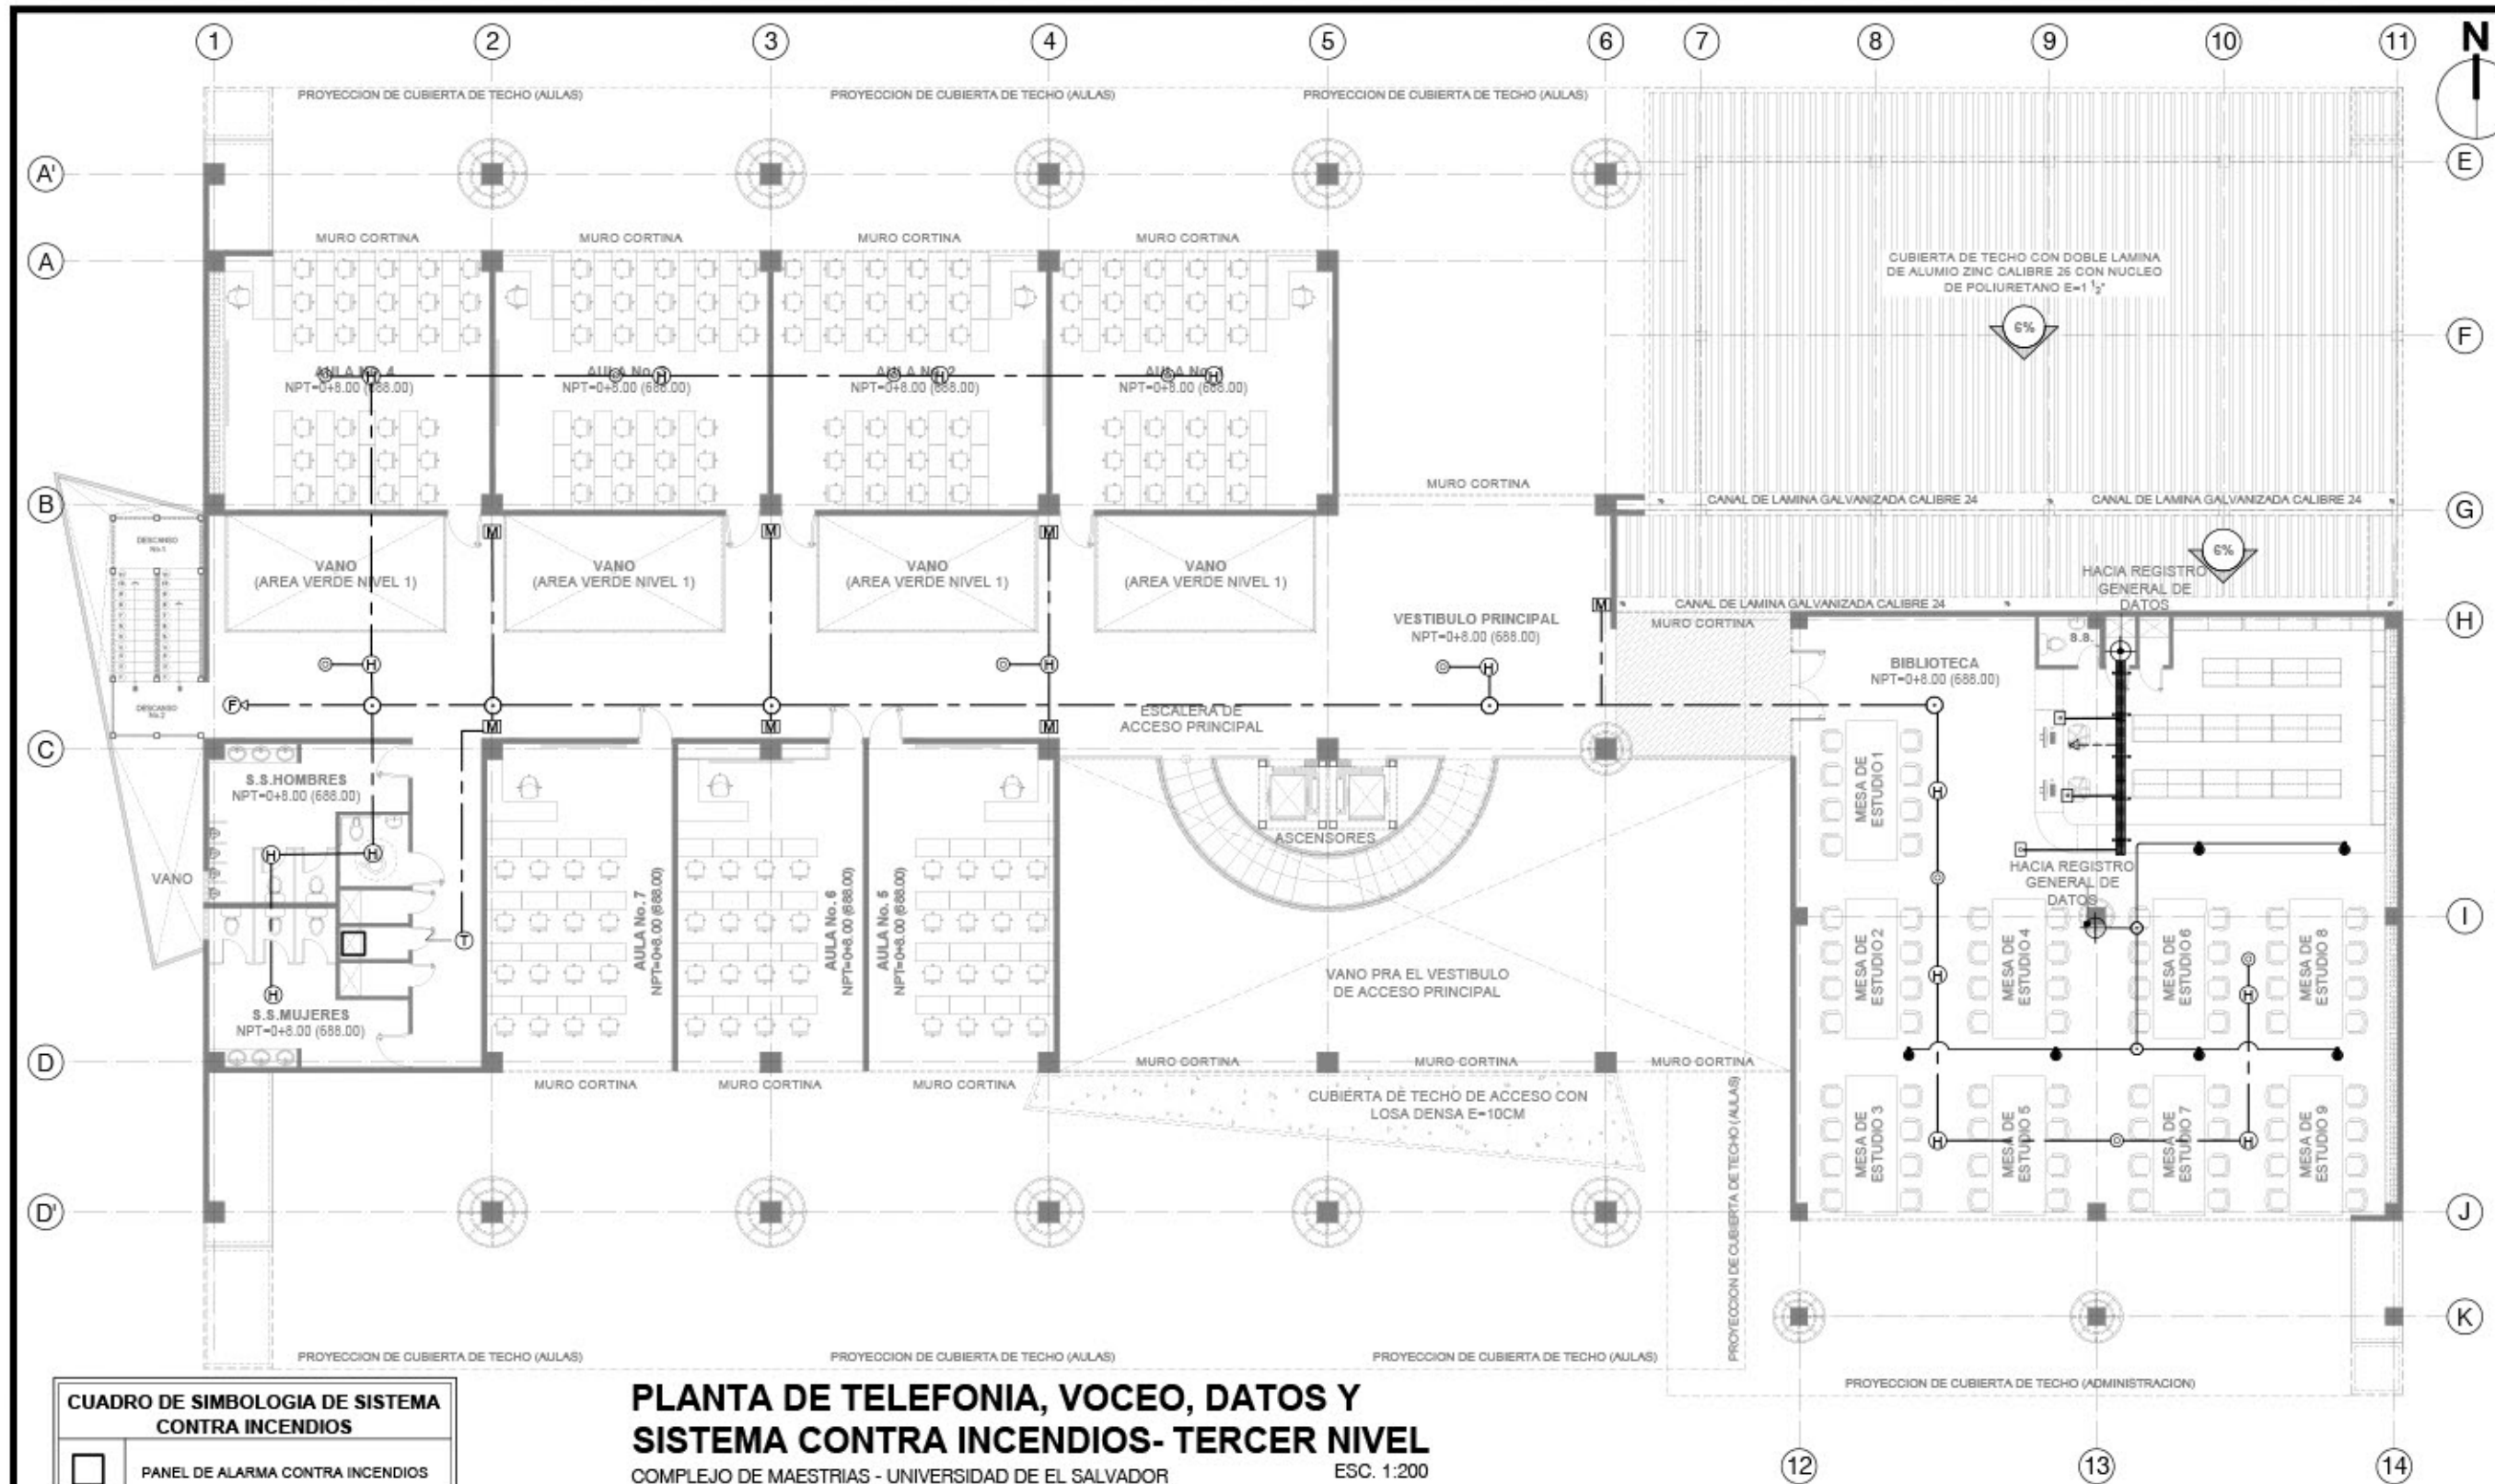 1 2 3 4 5 6 7 8 9 10 11
N
PROYECCION DE CUBIERTA DE TECHO (AULAS)
PROYECCION DE CUBIERTA DE TECHO (AULAS)
PROYECCION DE CUBIERTA DE TECHO (AULAS)
A'
E
MURO CORTINA
MURO CORTINA
MURO CORTINA
MURO CORTINA
A
CUBIERTA DE TECHO CON DOBLE LAMINA
DE ALUMIO ZINC CALIBRE 26 CON NUCLEO
DE POLIURETANO E=1 1/2"
6%
F
AULA No. 4
NPT=0+8.00 (688.00)
AULA No.
NPT=0+8.00 (688.00)
AULA No. 2
NPT=0+8.00 (688.00)
AULA No. 1
NPT=0+8.00 (688.00)
H H H H
MURO CORTINA
B
CANAL DE LAMINA GALVANIZADA CALIBRE 24
CANAL DE LAMINA GALVANIZADA CALIBRE 24
G
M M M
DESCANSO
No.1
6%
VANO
(AREA VERDE NIVEL 1)
VANO
(AREA VERDE NIVEL 1)
VANO
(AREA VERDE NIVEL 1)
VANO
(AREA VERDE NIVEL 1)
HACIA REGISTRO
GENERAL DE
DATOS
M
CANAL DE LAMINA GALVANIZADA CALIBRE 24
MURO CORTINA
H
VESTIBULO PRINCIPAL
NPT=0+8.00 (688.00)
S.S.
BIBLIOTECA
NPT=0+8.00 (688.00)
H H H
DESCANSO
No.2
F
M M M
ESCALERA DE
ACCESO PRINCIPAL
C
S.S.HOMBRES
NPT=0+8.00 (688.00)
MESA DE
ESTUDIO 1
H
ASCENSORES
H H
VANO
AULA No. 7
NPT=0+8.00 (688.00)
AULA No. 6
NPT=0+8.00 (688.00)
AULA No. 5
NPT=0+8.00 (688.00)
HACIA REGISTRO
GENERAL DE
DATOS
I
T
MESA DE
ESTUDIO 2
MESA DE
ESTUDIO 4
MESA DE
ESTUDIO 6
MESA DE
ESTUDIO 8
VANO PRA EL VESTIBULO
DE ACCESO PRINCIPAL
H H H
S.S.MUJERES
NPT=0+8.00 (688.00)
D
MURO CORTINA
MURO CORTINA
MURO CORTINA
MURO CORTINA
MURO CORTINA
MURO CORTINA
CUBIERTA DE TECHO DE ACCESO CON
LOSA DENSA E=10CM
MESA DE
ESTUDIO 3
MESA DE
ESTUDIO 5
MESA DE
ESTUDIO 7
MESA DE
ESTUDIO 9
H H
D'
J
PROYECCION DE CUBIERTA DE TECHO (AULAS)
K
PROYECCION DE CUBIERTA DE TECHO (AULAS)
PROYECCION DE CUBIERTA DE TECHO (AULAS)
PROYECCION DE CUBIERTA DE TECHO (AULAS)
PROYECCION DE CUBIERTA DE TECHO (ADMINISTRACION)
12 13 14
CUADRO DE SIMBOLOGIA DE SISTEMA
CONTRA INCENDIOS
PANEL DE ALARMA CONTRA INCENDIOS
PLANTA DE TELEFONIA, VOCEO, DATOS Y
SISTEMA CONTRA INCENDIOS- TERCER NIVEL
COMPLEJO DE MAESTRIAS - UNIVERSIDAD DE EL SALVADOR
ESC. 1:200